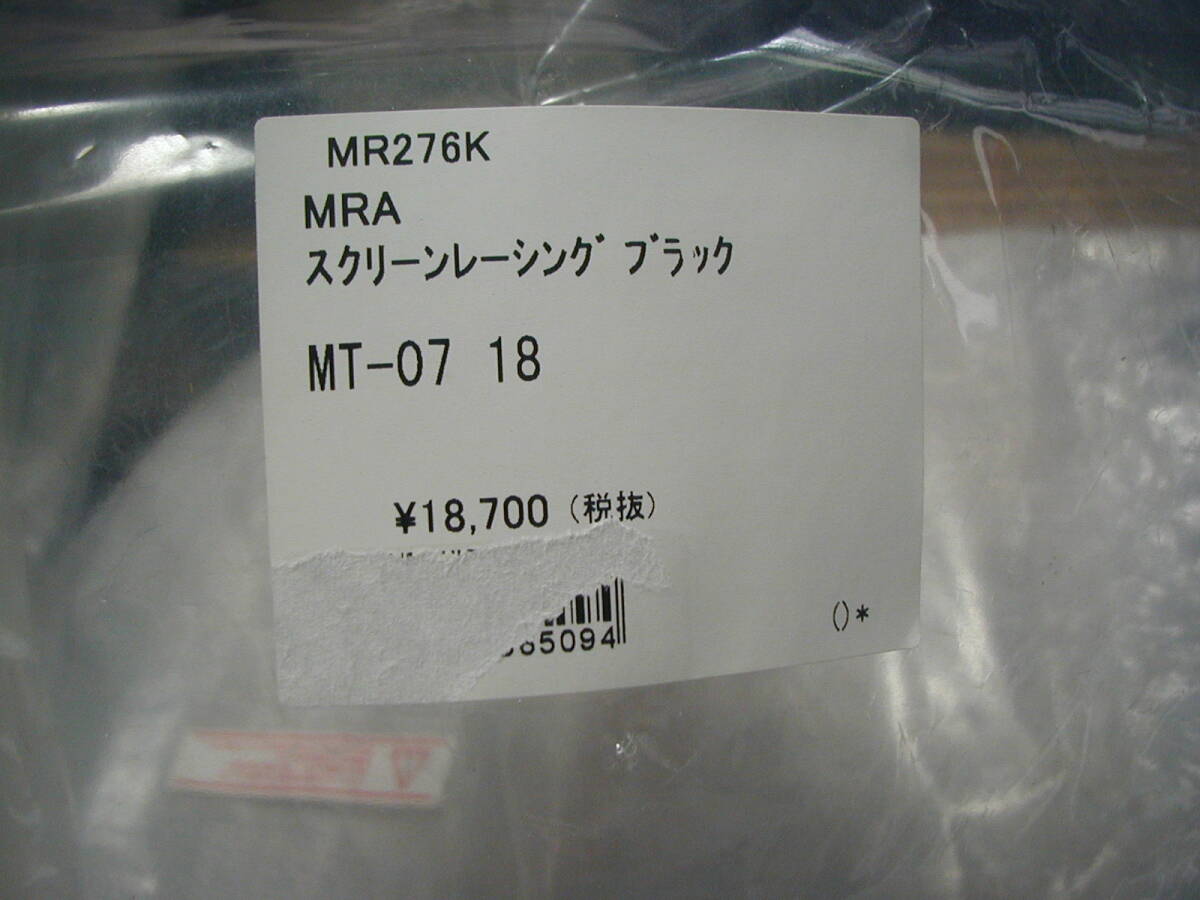 MR276K
MRA
ｽｸﾘｰﾝﾚｰｼﾝｸﾞ ﾌﾞﾗｯｸ
MT-07 18
¥18,700（税抜）
65094
()*